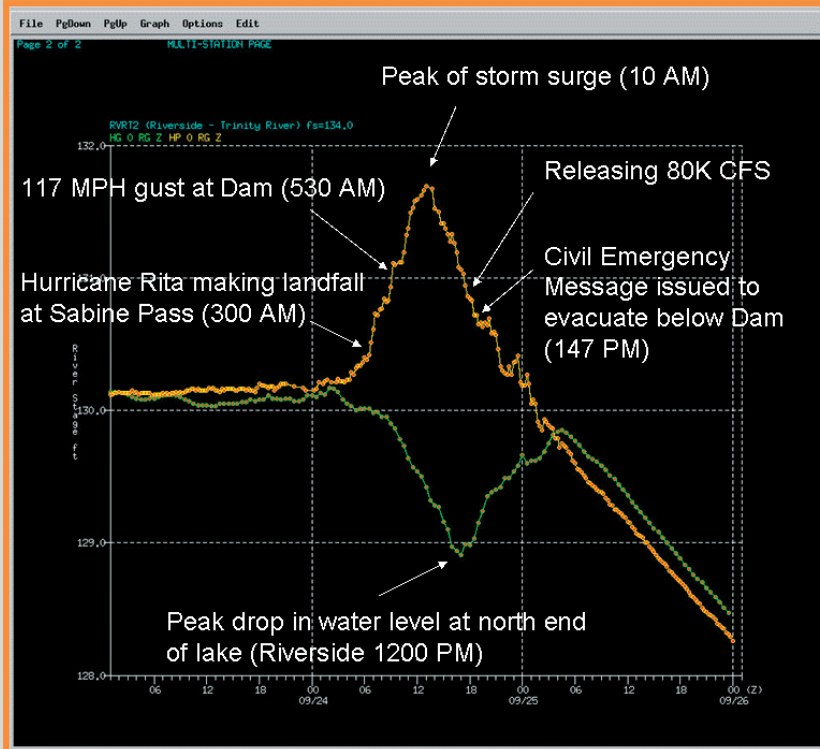 File PgDown PgUp Graph Options Edit
Page 2 of 2 MULTI-STATION PAGE
Peak of storm surge (10 AM)
RVRT2 (Riverside - Trinity River) fs=134.0
HG O RG Z HP O RG Z
132.0
117 MPH gust at Dam (530 AM)
Releasing 80K CFS
Civil Emergency
Message issued to
evacuate below Dam
(147 PM)
Hurricane Rita making landfall
at Sabine Pass (300 AM)
River Stage ft
130.0
129.0
Peak drop in water level at north end
of lake (Riverside 1200 PM)
128.0
06 12 18 00 06 12 18 00 06 12 18 00 (Z)
09/24 09/25 09/26